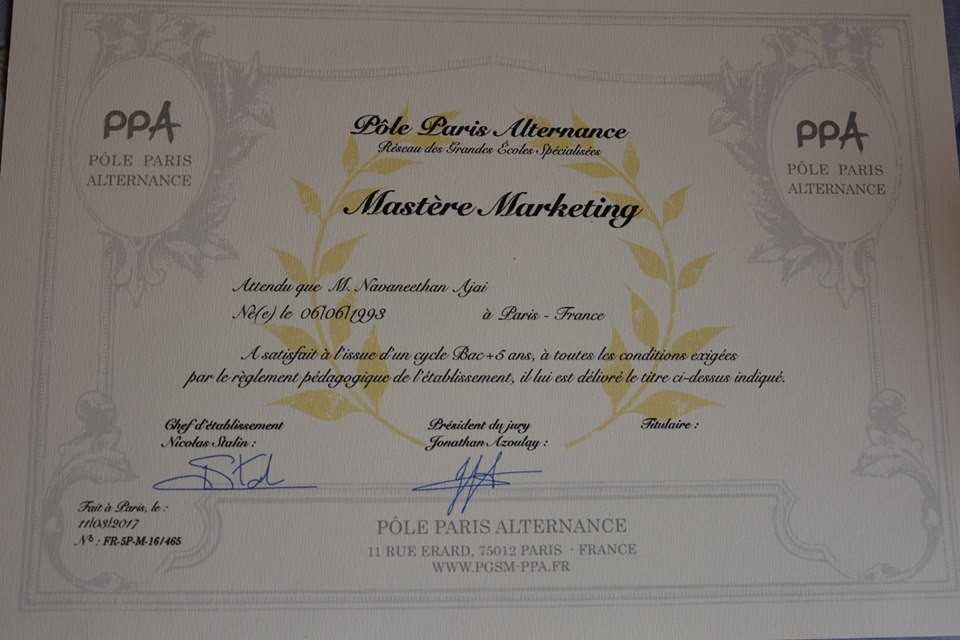 PPA
PÔLE PARIS
ALTERNANCE
PPA
PÔLE PARIS
ALTERNANCE
Pôle Paris Alternance
Réseau des Grandes Écoles Spécialisées
Mastère Marketing
Attendu que M. Navaneethan Ajai
Né(e) le 06/06/1993 à Paris - France
A satisfait à l'issue d'un cycle Bac+5 ans, à toutes les conditions exigées
par le règlement pédagogique de l'établissement, il lui est délivré le titre ci-dessus indiqué.
Chef d'établissement
Nicolas Stalin :
Président du jury
Jonathan Azoulay :
Titulaire :
Fait à Paris, le :
11/03/2017
N° : FR-5P-M-16/465
PÔLE PARIS ALTERNANCE
11 RUE ERARD, 75012 PARIS · FRANCE
WWW.PGSM-PPA.FR